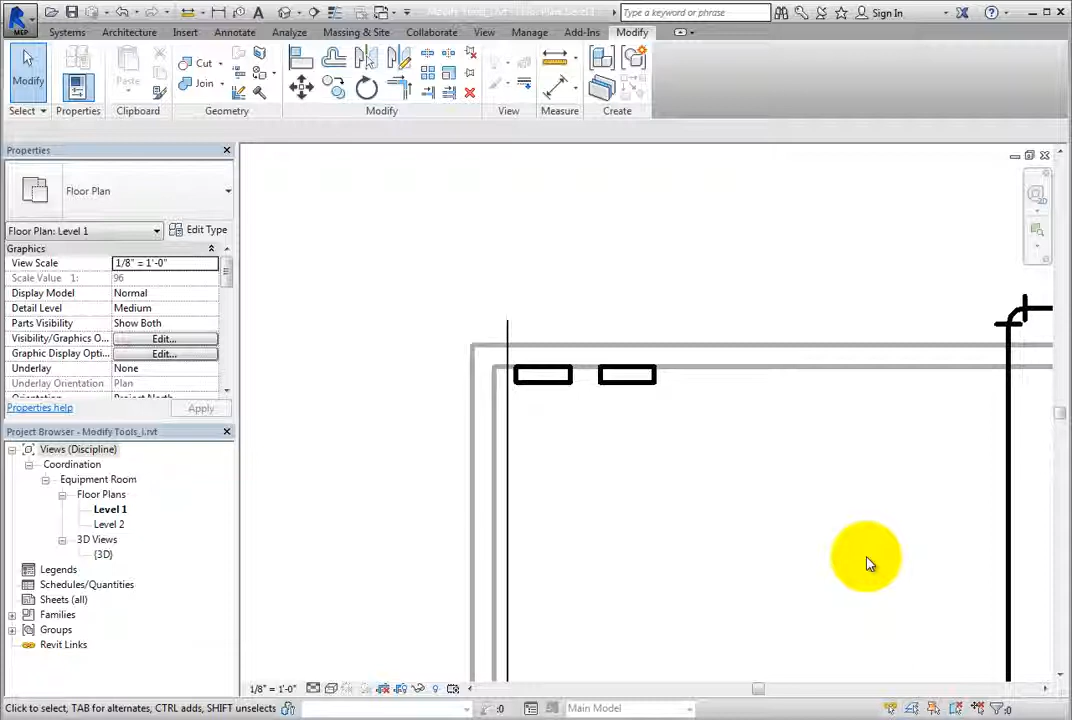 Type a keyword or phrase
Sign In
MEP
Systems Architecture Insert Annotate Analyze Massing & Site Collaborate View Manage Add-Ins Modify
Modify
Paste
Cut
Join
Select Properties Clipboard Geometry Modify View Measure Create
Properties
Floor Plan
Floor Plan: Level 1
Edit Type
Graphics
View Scale 1/8" = 1'-0"
Scale Value 1: 96
Display Model Normal
Detail Level Medium
Parts Visibility Show Both
Visibility/Graphics O... Edit...
Graphic Display Opti... Edit...
Underlay None
Underlay Orientation Plan
Properties help
Apply
Project Browser - Modify Tools_i.rvt
Views (Discipline)
Coordination
Equipment Room
Floor Plans
Level 1
Level 2
3D Views
{3D}
Legends
Schedules/Quantities
Sheets (all)
Families
Groups
Revit Links
1/8" = 1'-0"
Click to select, TAB for alternates, CTRL adds, SHIFT unselects
:0
Main Model
:0